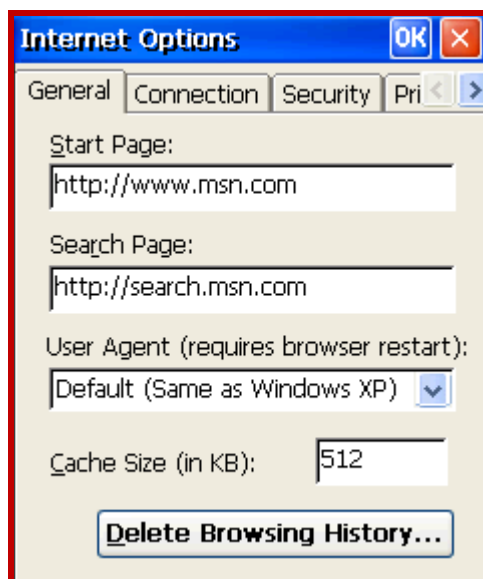 Internet Options OK
General Connection Security Pri
Start Page:
http://www.msn.com
Search Page:
http://search.msn.com
User Agent (requires browser restart):
Default (Same as Windows XP)
Cache Size (in KB): 512
Delete Browsing History...